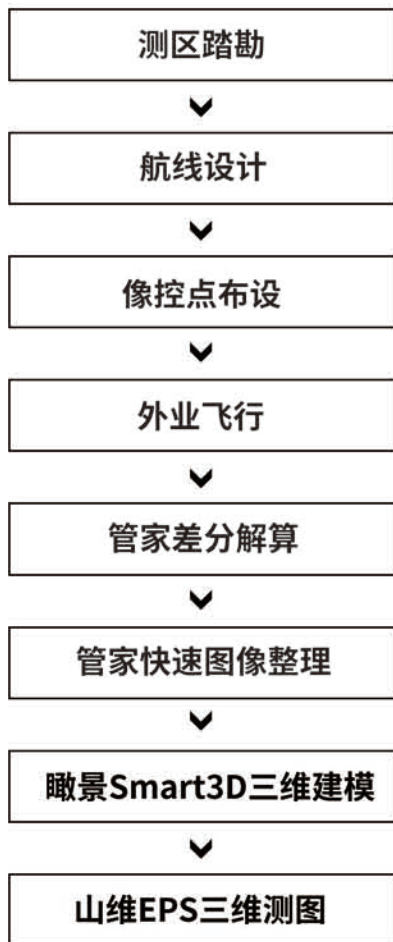 测区踏勘
航线设计
像控点布设
外业飞行
管家差分解算
管家快速图像整理
瞰景Smart3D三维建模
山维EPS三维测图